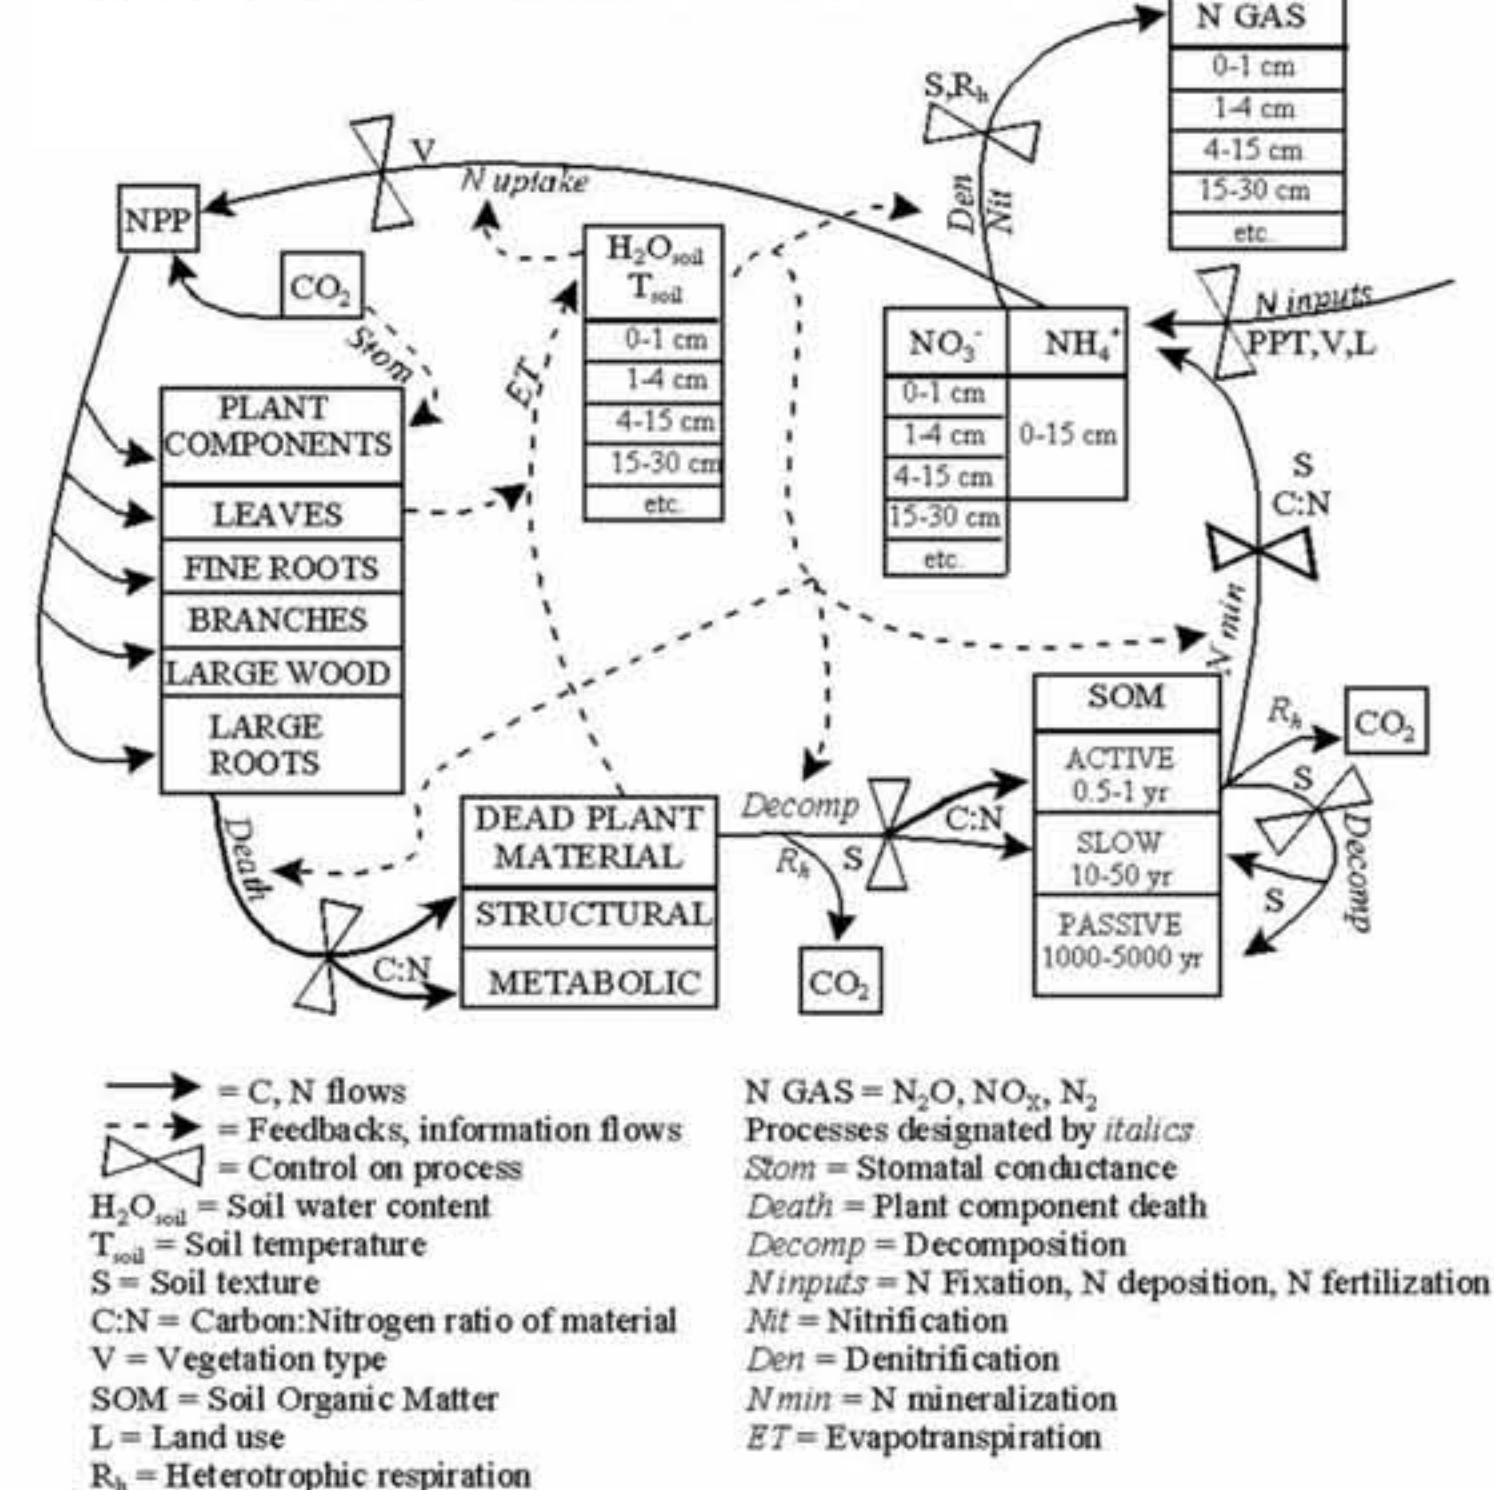 N GAS
0-1 cm
1-4 cm
4-15 cm
15-30 cm
etc.
S,Rₕ
Den
Nit
V
N uptake
NPP
CO₂
Stom
H₂Oₛₒᵢₗ
Tₛₒᵢₗ
0-1 cm
1-4 cm
4-15 cm
15-30 cm
etc.
ET
N inputs
PPT,V,L
NO₃⁻
NH₄⁺
0-1 cm
1-4 cm
4-15 cm
15-30 cm
etc.
0-15 cm
S
C:N
N min
PLANT
COMPONENTS
LEAVES
FINE ROOTS
BRANCHES
LARGE WOOD
LARGE
ROOTS
Death
C:N
DEAD PLANT
MATERIAL
STRUCTURAL
METABOLIC
Decomp
Rₕ
S
C:N
CO₂
SOM
ACTIVE
0.5-1 yr
SLOW
10-50 yr
PASSIVE
1000-5000 yr
Rₕ
CO₂
S
Decomp
S
= C, N flows
= Feedbacks, information flows
= Control on process
H₂Oₛₒᵢₗ = Soil water content
Tₛₒᵢₗ = Soil temperature
S = Soil texture
C:N = Carbon:Nitrogen ratio of material
V = Vegetation type
SOM = Soil Organic Matter
L = Land use
Rₕ = Heterotrophic respiration
N GAS = N₂O, NOₓ, N₂
Processes designated by italics
Stom = Stomatal conductance
Death = Plant component death
Decomp = Decomposition
N inputs = N Fixation, N deposition, N fertilization
Nit = Nitrification
Den = Denitrification
N min = N mineralization
ET = Evapotranspiration